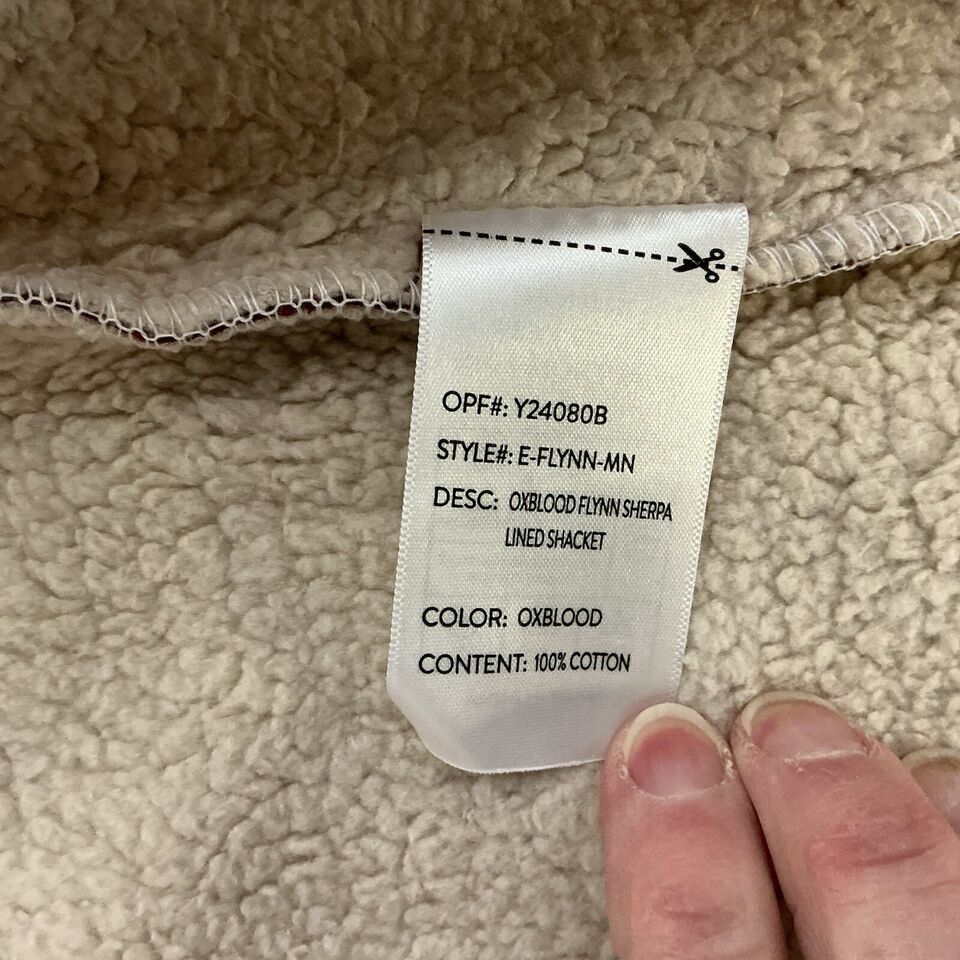 OPF#: Y24080B
STYLE#: E-FLYNN-MN
DESC: OXBLOOD FLYNN SHERPA
LINED SHACKET
COLOR: OXBLOOD
CONTENT: 100% COTTON